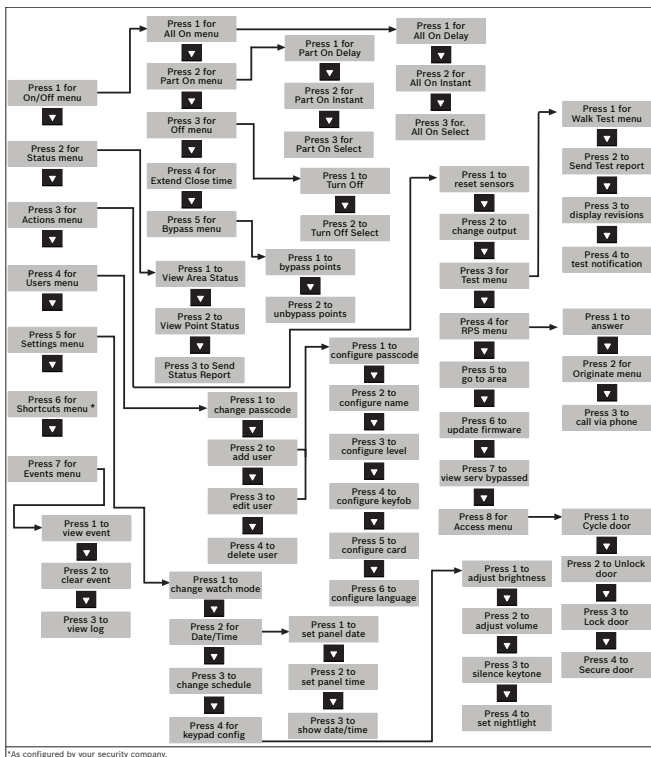 Press 1 for
On/Off menu
Press 2 for
Status menu
Press 3 for
Actions menu
Press 4 for
Users menu
Press 5 for
Settings menu
Press 6 for
Shortcuts menu *
Press 7 for
Events menu
Press 1 for
All On menu
Press 2 for
Part On menu
Press 3 for
Off menu
Press 4 for
Extend Close time
Press 5 for
Bypass menu
Press 1 for
All On Delay
Press 2 for
All On Instant
Press 3 for.
All On Select
Press 1 for
Part On Delay
Press 2 for
Part On Instant
Press 3 for
Part On Select
Press 1 to
Turn Off
Press 2 to
Turn Off Select
Press 1 to
bypass points
Press 2 to
unbypass points
Press 1 to
View Area Status
Press 2 to
View Point Status
Press 3 to Send
Status Report
Press 1 to
reset sensors
Press 2 to
change output
Press 3 for
Test menu
Press 4 for
RPS menu
Press 5 to
go to area
Press 6 to
update firmware
Press 7 to
view serv bypassed
Press 8 for
Access menu
Press 1 for
Walk Test menu
Press 2 to
Send Test report
Press 3 to
display revisions
Press 4 to
test notification
Press 1 to
answer
Press 2 for
Originate menu
Press 3 to
call via phone
Press 1 to
Cycle door
Press 2 to Unlock
door
Press 3 to
Lock door
Press 4 to
Secure door
Press 1 to
change passcode
Press 2 to
add user
Press 3 to
edit user
Press 4 to
delete user
Press 1 to
configure passcode
Press 2 to
configure name
Press 3 to
configure level
Press 4 to
configure keyfob
Press 5 to
configure card
Press 6 to
configure language
Press 1 to
change watch mode
Press 2 for
Date/Time
Press 3 to
change schedule
Press 4 for
keypad config
Press 1 to
set panel date
Press 2 to
set panel time
Press 3 to
show date/time
Press 1 to
adjust brightness
Press 2 to
adjust volume
Press 3 to
silence keytone
Press 4 to
set nightlight
Press 1 to
view event
Press 2 to
clear event
Press 3 to
view log
*As configured by your security company.